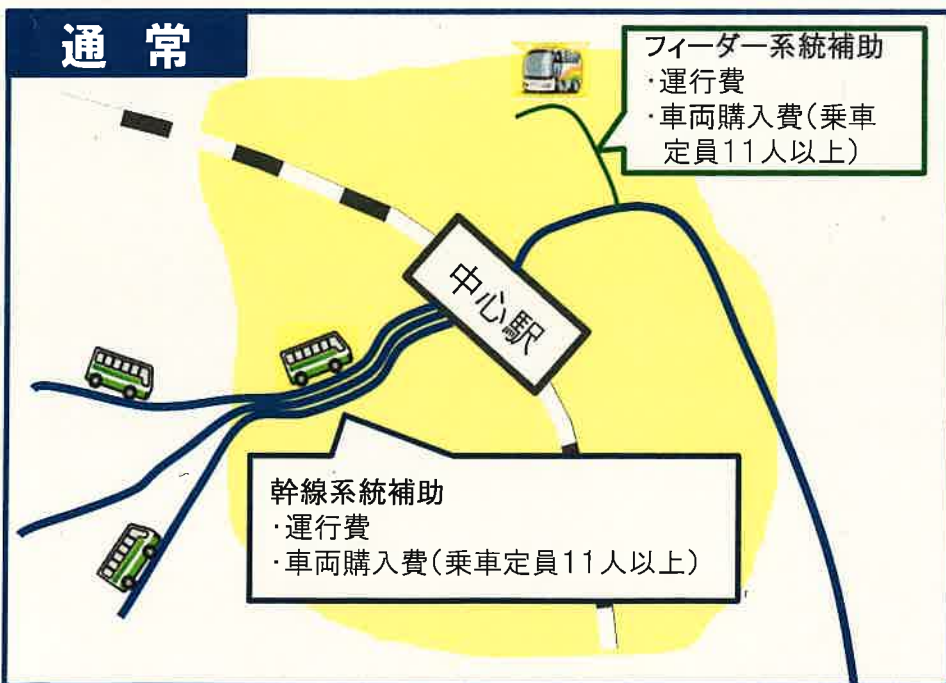 通常
フィーダー系統補助
・運行費
・車両購入費(乗車
定員11人以上)
中心駅
幹線系統補助
・運行費
・車両購入費(乗車定員11人以上)